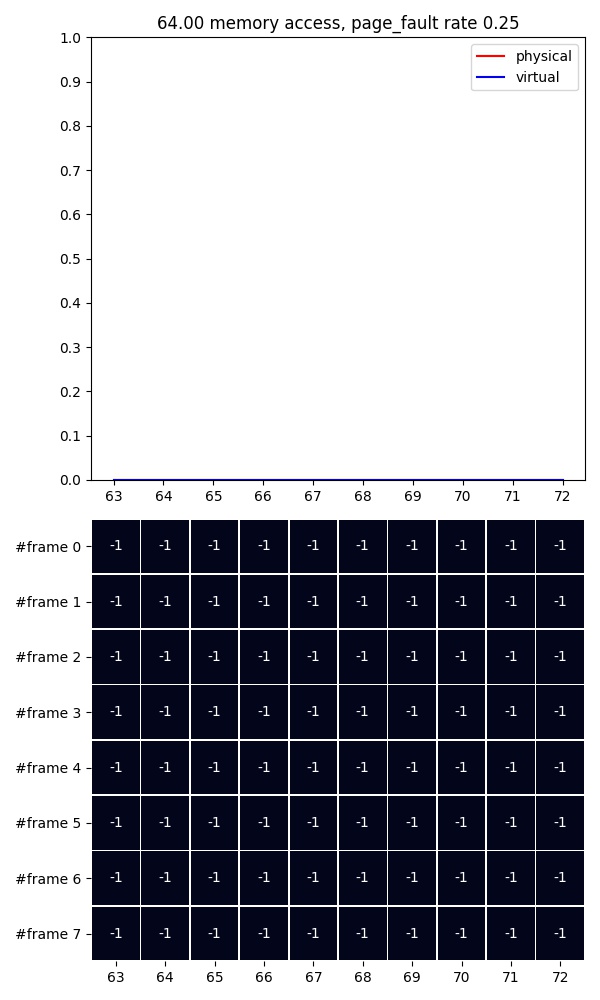 64.00 memory access, page_fault rate 0.25
1.0
physical
virtual
0.9
0.8
0.7
0.6
0.5
0.4
0.3
0.2
0.1
0.0
63 64 65 66 67 68 69 70 71 72
#frame 0 -1 -1 -1 -1 -1 -1 -1 -1 -1 -1
#frame 1 -1 -1 -1 -1 -1 -1 -1 -1 -1 -1
#frame 2 -1 -1 -1 -1 -1 -1 -1 -1 -1 -1
#frame 3 -1 -1 -1 -1 -1 -1 -1 -1 -1 -1
#frame 4 -1 -1 -1 -1 -1 -1 -1 -1 -1 -1
#frame 5 -1 -1 -1 -1 -1 -1 -1 -1 -1 -1
#frame 6 -1 -1 -1 -1 -1 -1 -1 -1 -1 -1
#frame 7 -1 -1 -1 -1 -1 -1 -1 -1 -1 -1
63 64 65 66 67 68 69 70 71 72